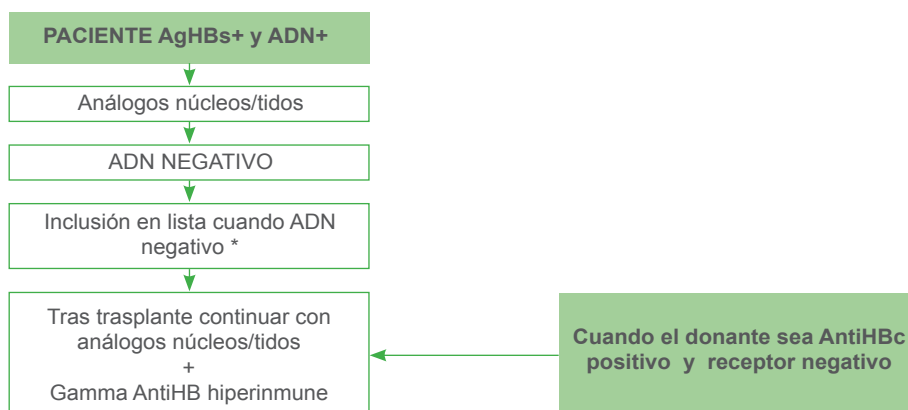 PACIENTE AgHBs+ y ADN+
Análogos núcleos/tidos
ADN NEGATIVO
Inclusión en lista cuando ADN
negativo *
Tras trasplante continuar con
análogos núcleos/tidos
+
Gamma AntiHB hiperinmune
Cuando el donante sea AntiHBc
positivo y receptor negativo